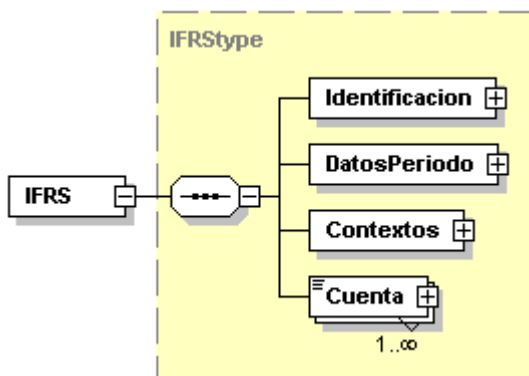 IFRStype
Identificacion
DatosPeriodo
IFRS
Contextos
Cuenta
1..∞